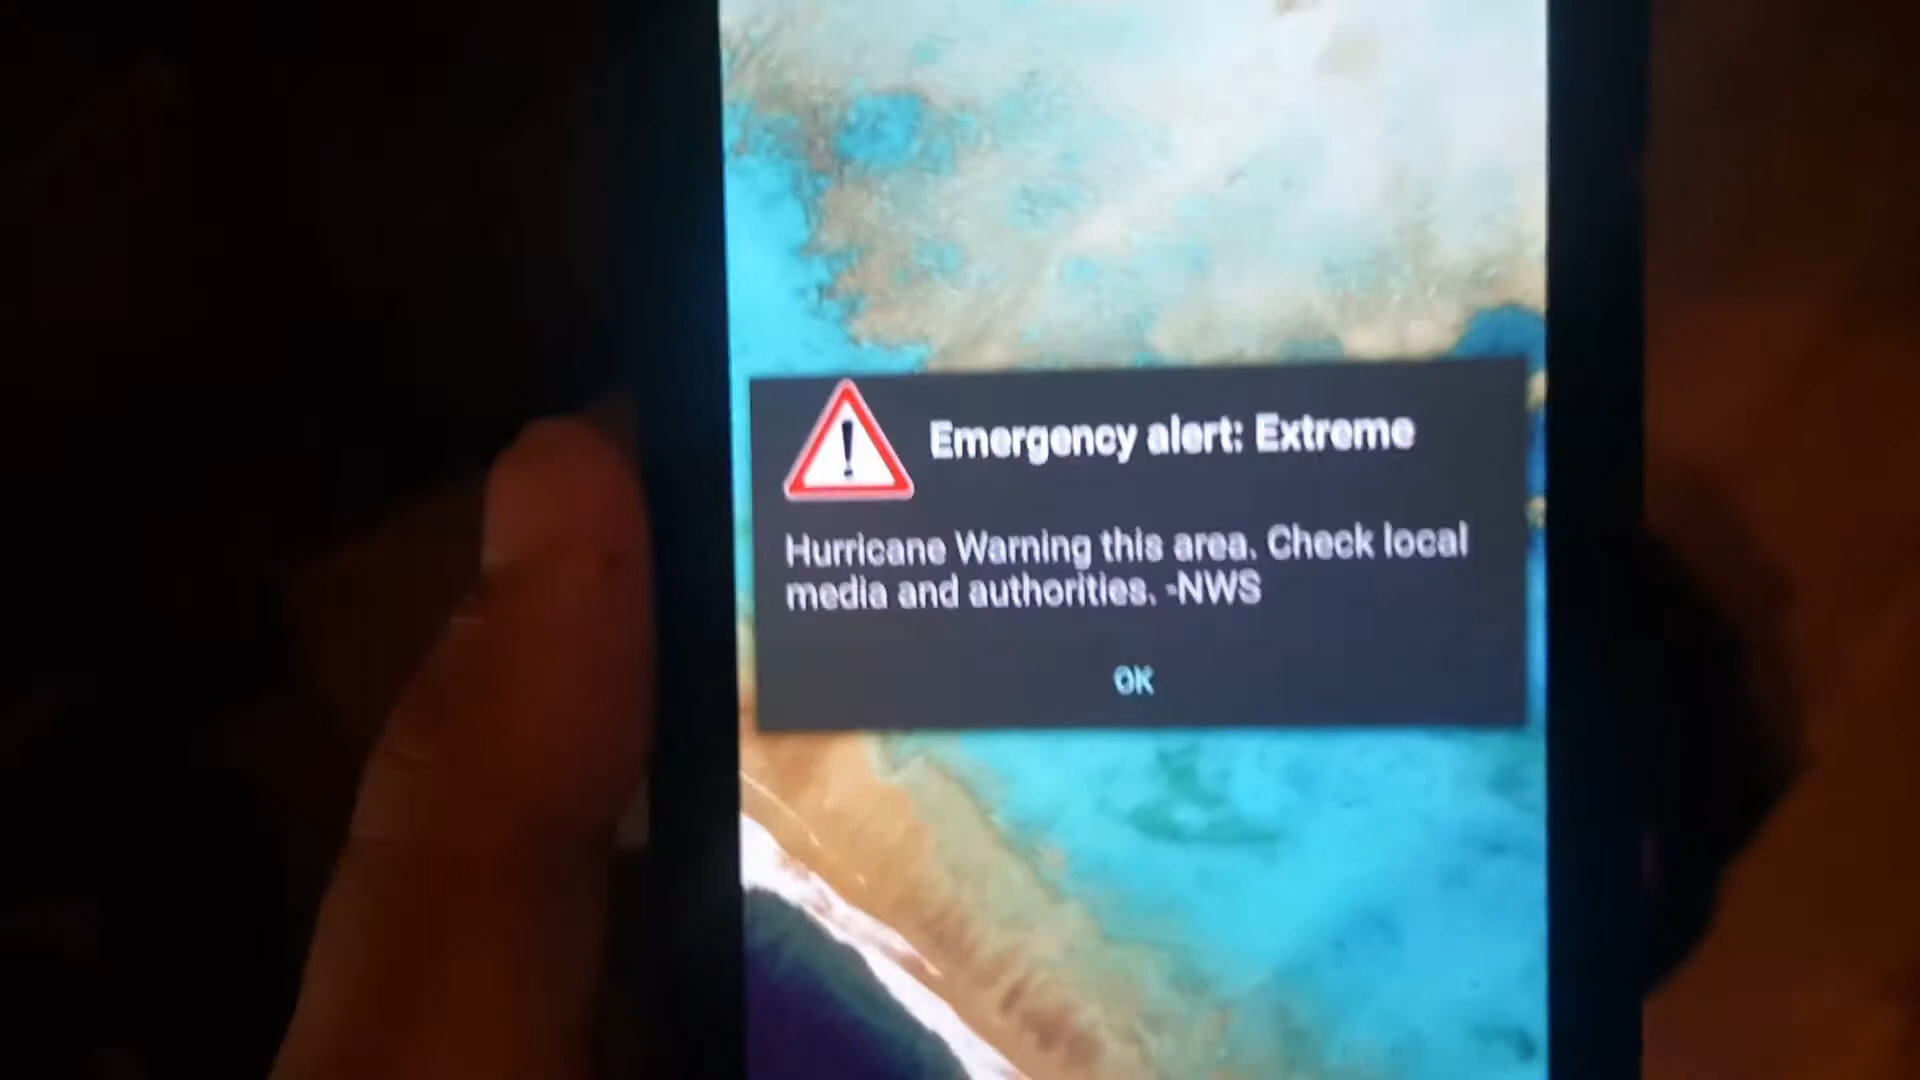 Emergency alert: Extreme
Hurricane Warning this area. Check local
media and authorities. -NWS
OK